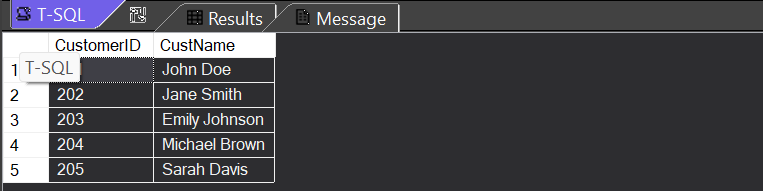 T-SQL Results Message
CustomerID CustName
1 John Doe
T-SQL
2 202 Jane Smith
3 203 Emily Johnson
4 204 Michael Brown
5 205 Sarah Davis